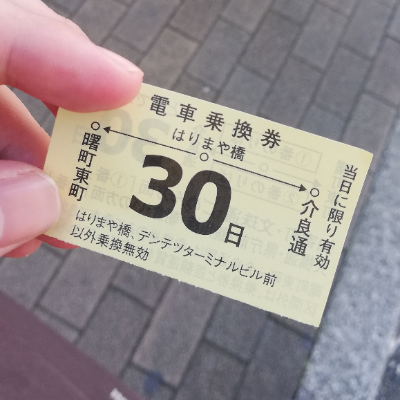 電車乗換券
はりまや橋
曙町東町
介良通
30日
当日に限り有効
はりまや橋、デンテツターミナルビル前
以外乗換無効